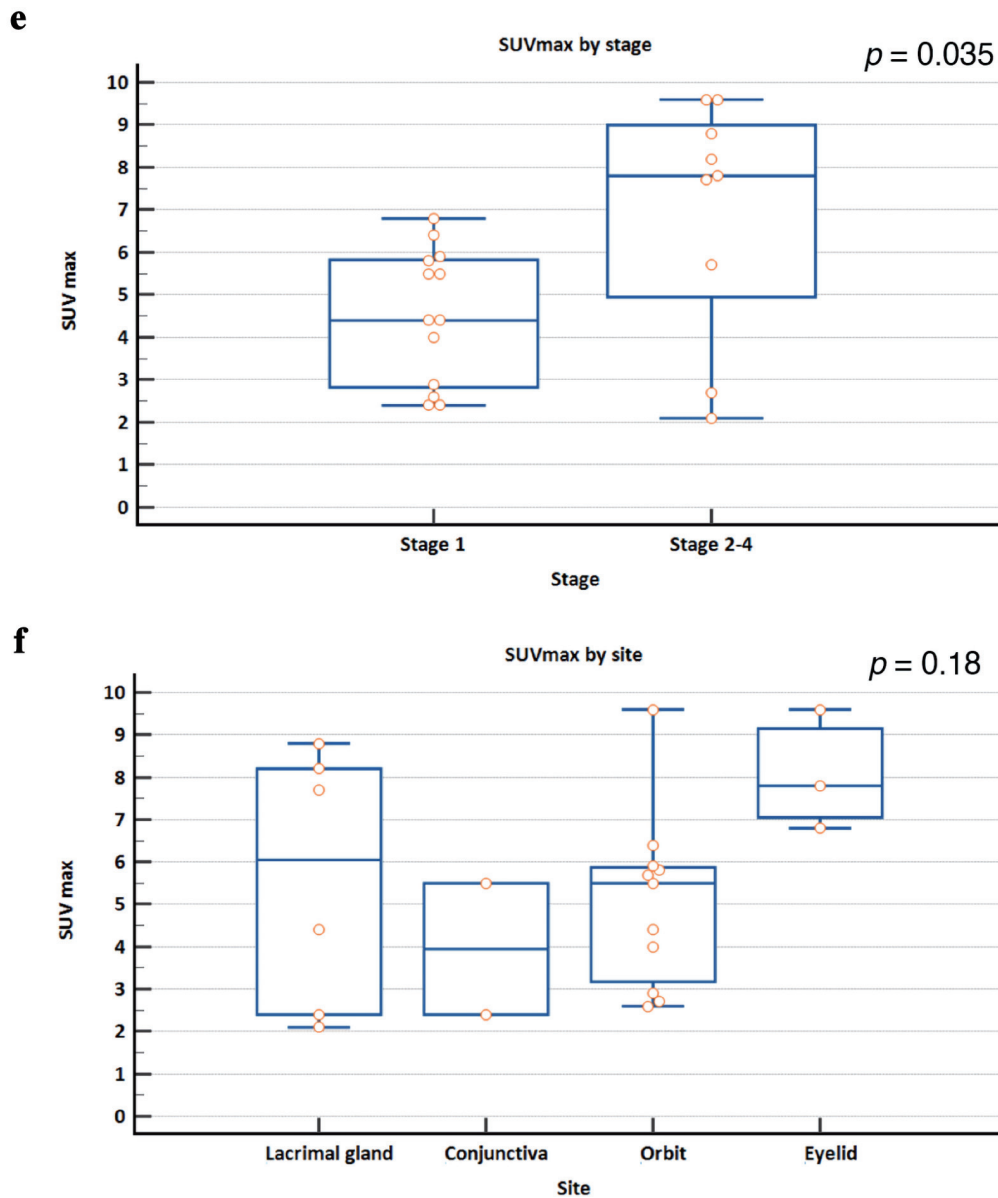 e
SUVmax by stage
p = 0.035
10
9
8
7
6
5
4
3
2
1
0
SUV max
Stage 1 Stage 2-4
Stage
f
SUVmax by site
p = 0.18
10
9
8
7
6
5
4
3
2
1
0
SUV max
Lacrimal gland Conjunctiva Orbit Eyelid
Site